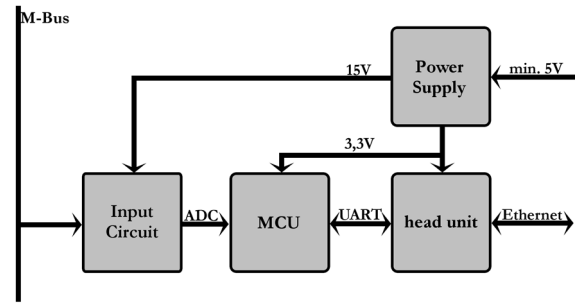 M-Bus
15V
Power
Supply
min. 5V
3,3V
Input
Circuit
ADC
MCU
UART
head unit
Ethernet